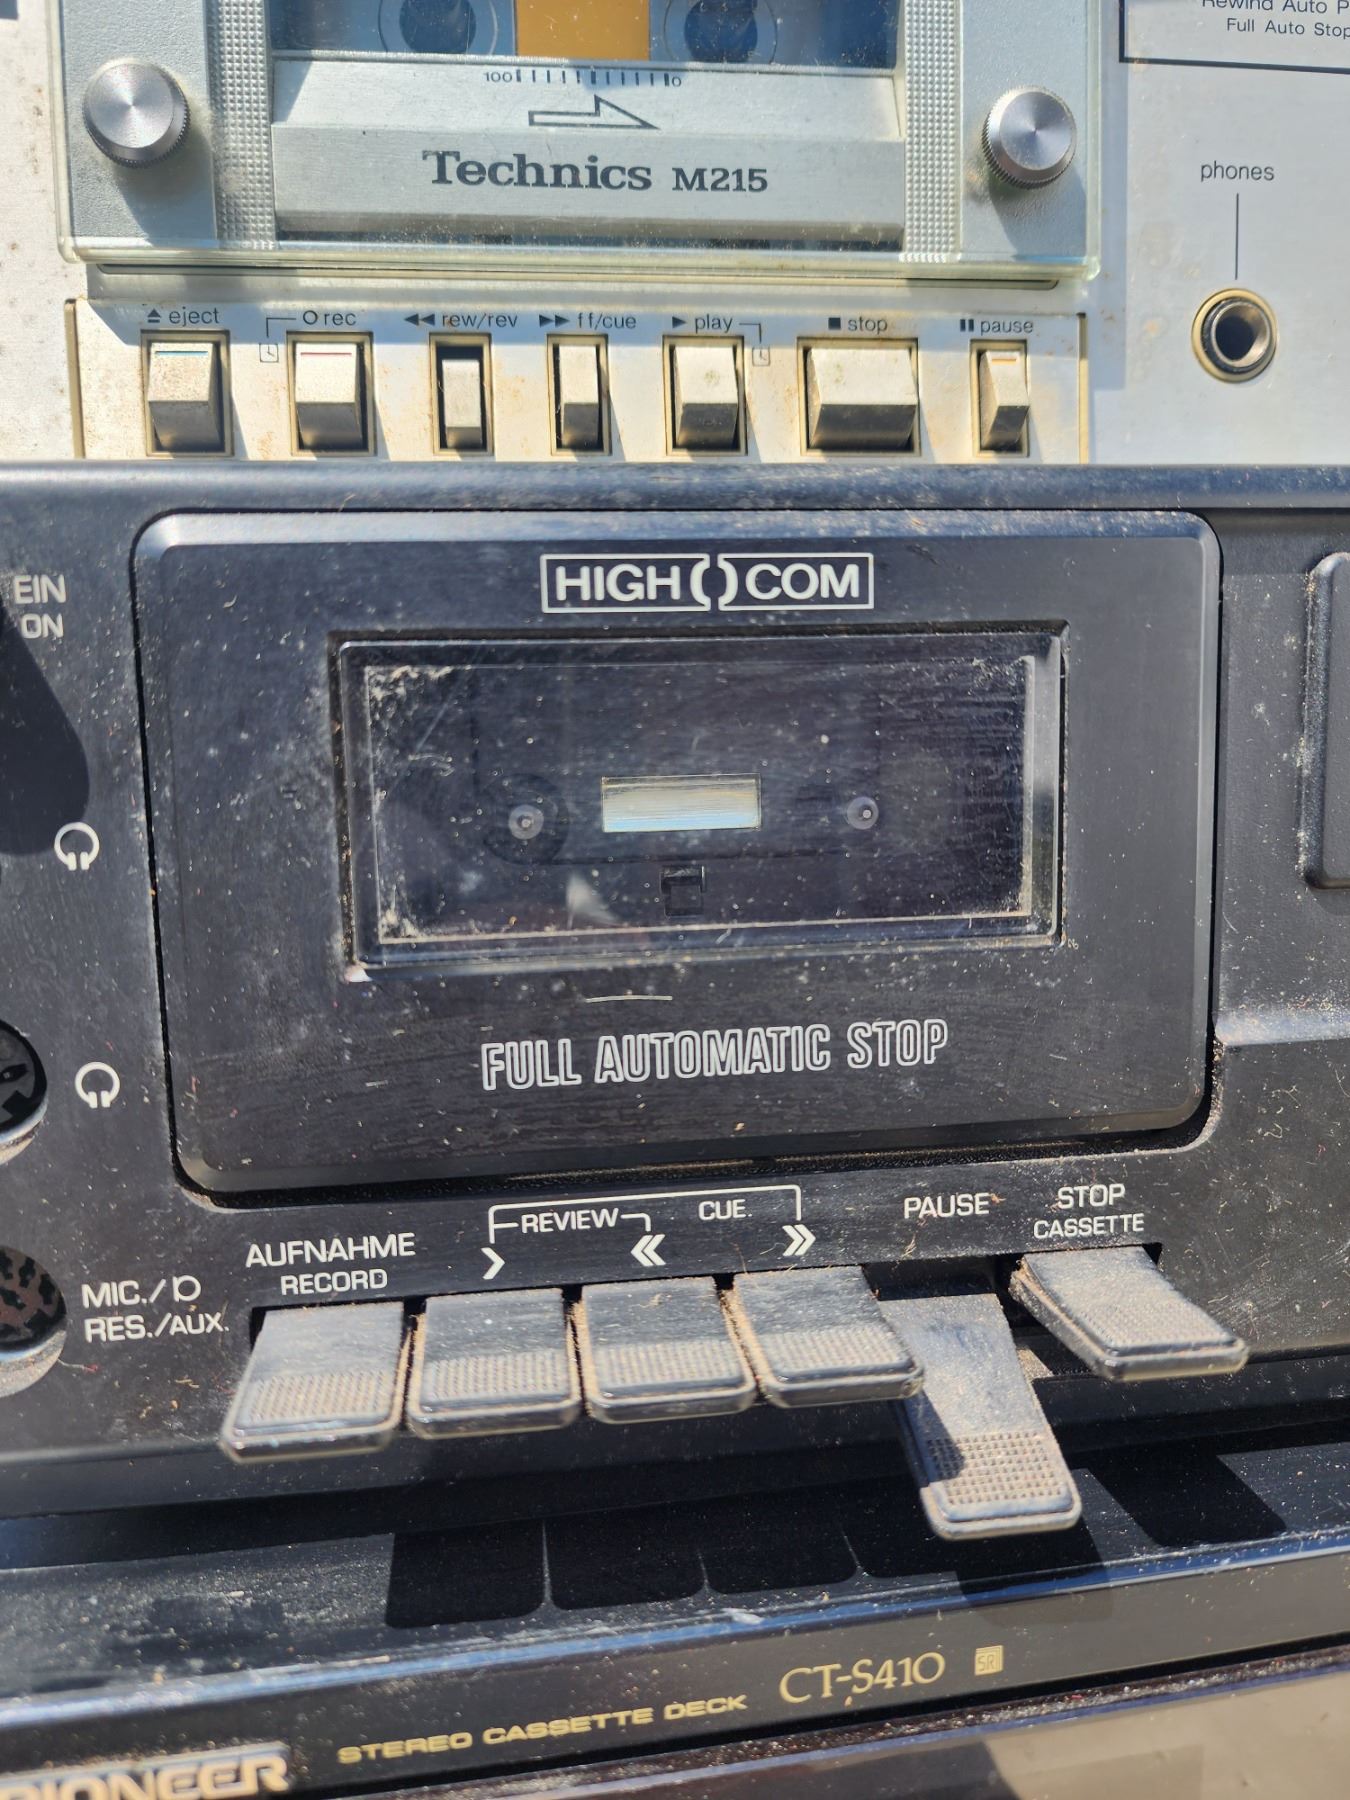 Rewind Auto
Full Auto Stop
100 0
Technics M215
phones
eject rec rew/rev ff/cue play stop pause
HIGH COM
EIN
ON
FULL AUTOMATIC STOP
AUFNAHME
RECORD
REVIEW
CUE
PAUSE
STOP
CASSETTE
MIC./
RES./AUX.
STEREO CASSETTE DECK CT-S410 SR
PIONEER